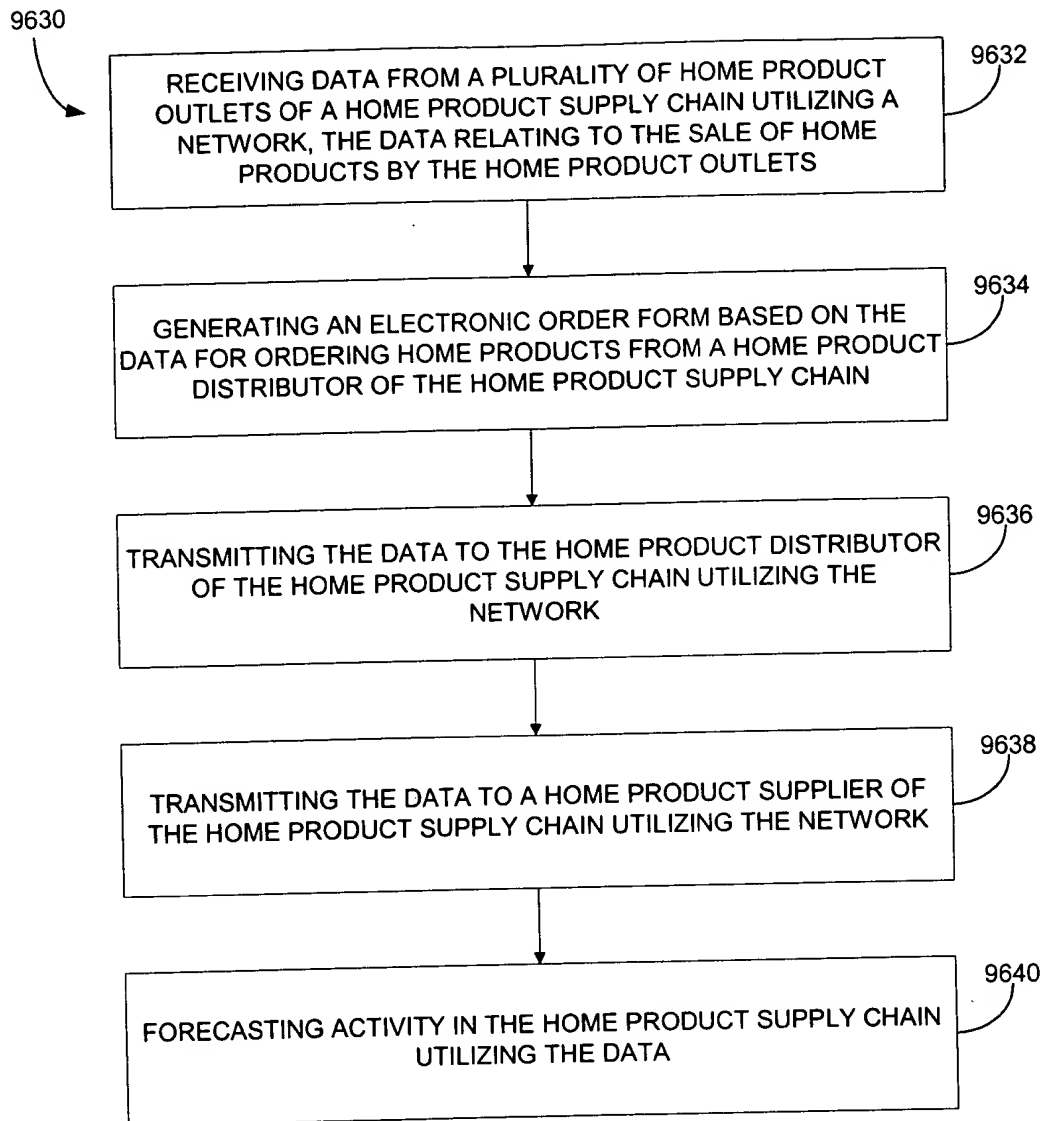 9630
9632
RECEIVING DATA FROM A PLURALITY OF HOME PRODUCT
OUTLETS OF A HOME PRODUCT SUPPLY CHAIN UTILIZING A
NETWORK, THE DATA RELATING TO THE SALE OF HOME
PRODUCTS BY THE HOME PRODUCT OUTLETS
9634
GENERATING AN ELECTRONIC ORDER FORM BASED ON THE
DATA FOR ORDERING HOME PRODUCTS FROM A HOME PRODUCT
DISTRIBUTOR OF THE HOME PRODUCT SUPPLY CHAIN
9636
TRANSMITTING THE DATA TO THE HOME PRODUCT DISTRIBUTOR
OF THE HOME PRODUCT SUPPLY CHAIN UTILIZING THE
NETWORK
9638
TRANSMITTING THE DATA TO A HOME PRODUCT SUPPLIER OF
THE HOME PRODUCT SUPPLY CHAIN UTILIZING THE NETWORK
9640
FORECASTING ACTIVITY IN THE HOME PRODUCT SUPPLY CHAIN
UTILIZING THE DATA